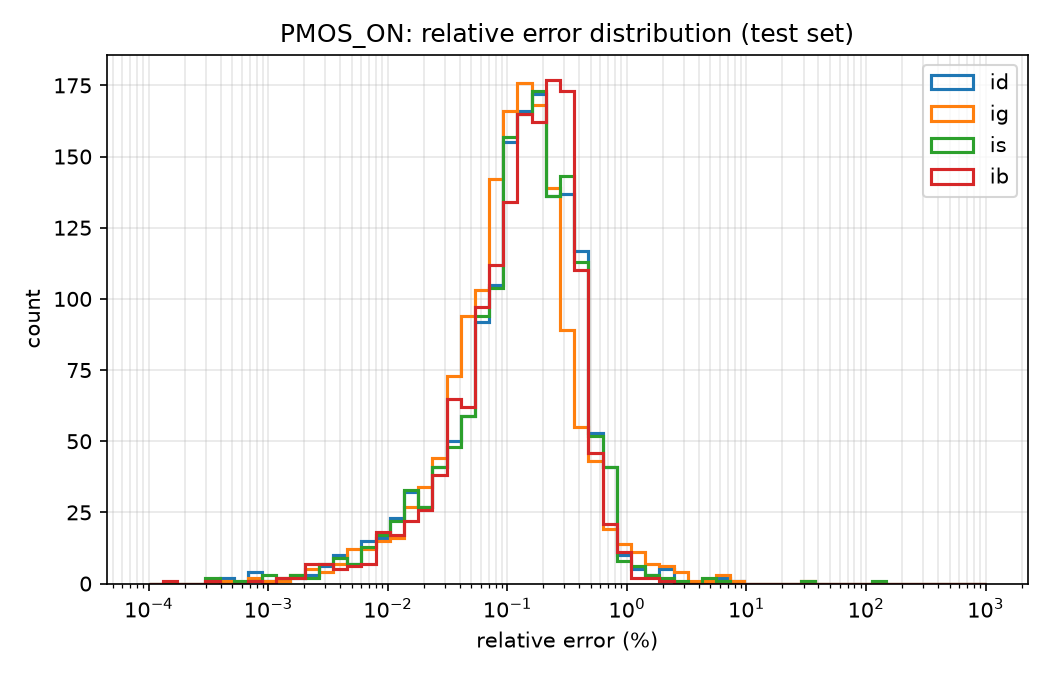 PMOS_ON: relative error distribution (test set)
id
ig
is
ib
175
150
125
100
75
50
25
0
count
10⁻⁴ 10⁻³ 10⁻² 10⁻¹ 10⁰ 10¹ 10² 10³
relative error (%)